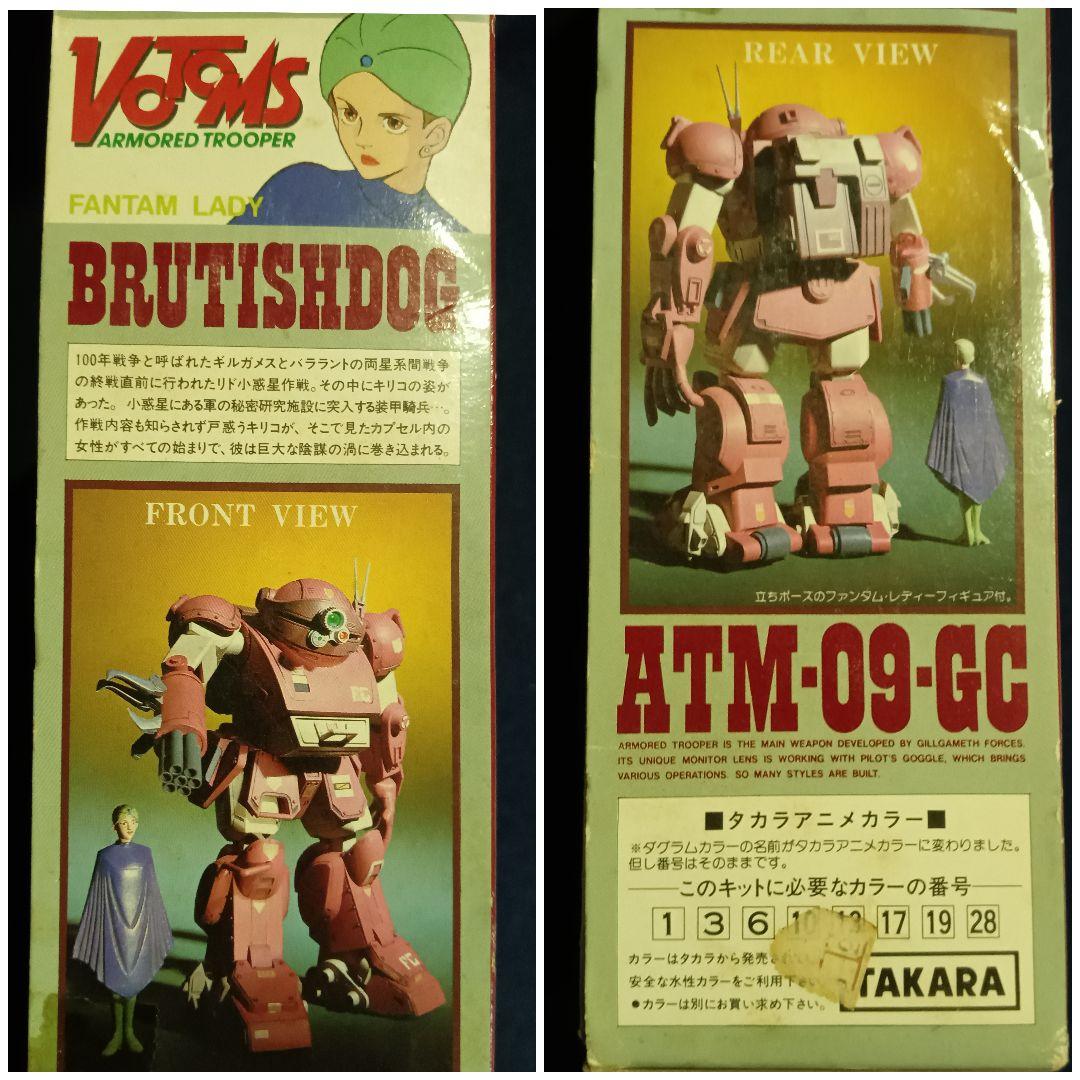 VOTOMS
ARMORED TROOPER
FANTAM LADY
BRUTISHDOG
100年戦争と呼ばれたギルガメスとバララントの両星系間戦争
の終戦直前に行われたリド小惑星作戦。その中にキリコの姿が
あった。小惑星にある軍の秘密研究施設に突入する装甲騎兵…。
作戦内容も知らされず戸惑うキリコが、そこで見たカプセル内の
女性がすべての始まりで、彼は巨大な陰謀の渦に巻き込まれる。
FRONT VIEW
REAR VIEW
立ちポーズのファンダム・レディーフィギュア付。
ATM-09-GC
ARMORED TROOPER IS THE MAIN WEAPON DEVELOPED BY GILLGAMETH FORCES.
ITS UNIQUE MONITOR LENS IS WORKING WITH PILOT'S GOGGLE, WHICH BRINGS
VARIOUS OPERATIONS. SO MANY STYLES ARE BUILT.
■タカラアニメカラー■
※ダグラムカラーの名前がタカラアニメカラーに変わりました。
但し番号はそのままです。
このキットに必要なカラーの番号
1 3 6 10 17 19 28
カラーはタカラから発売さ
安全な水性カラーをご利用下さ
●カラーは別にお買い求め下さい。
TAKARA